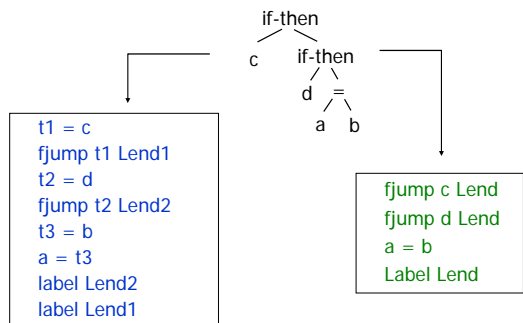 if-then
c if-then
d =
a b
t1 = c
fjump t1 Lend1
t2 = d
fjump t2 Lend2
t3 = b
a = t3
label Lend2
label Lend1
fjump c Lend
fjump d Lend
a = b
Label Lend